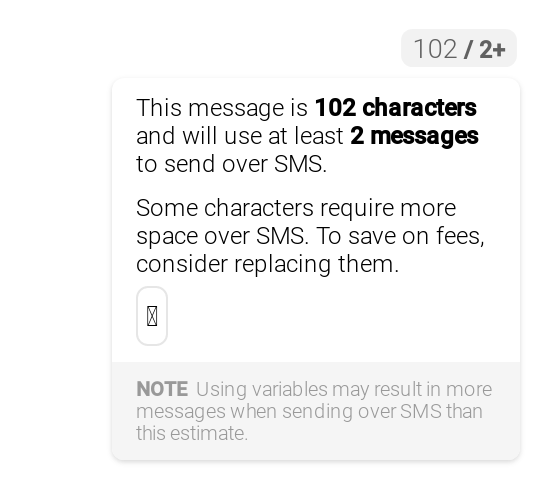 102 / 2+
This message is 102 characters
and will use at least 2 messages
to send over SMS.
Some characters require more
space over SMS. To save on fees,
consider replacing them.
NOTE Using variables may result in more
messages when sending over SMS than
this estimate.